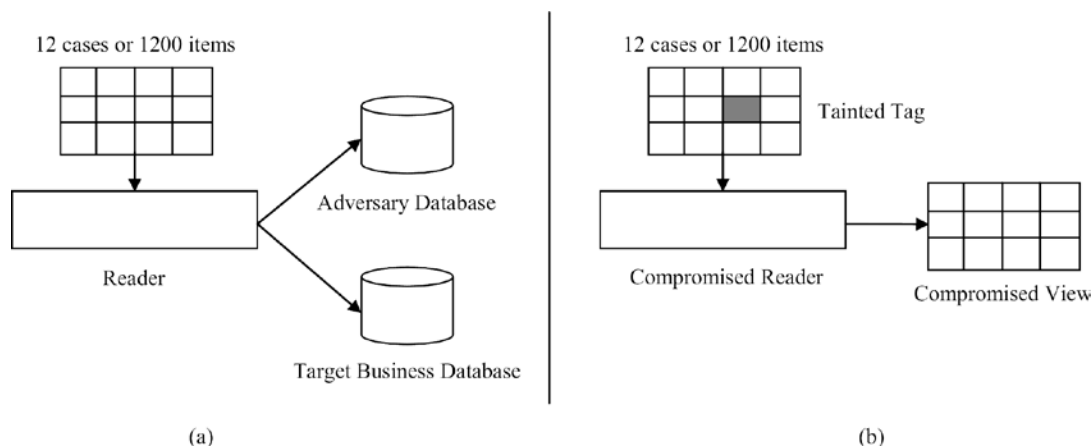 12 cases or 1200 items
Adversary Database
Reader
Target Business Database
(a)
12 cases or 1200 items
Tainted Tag
Compromised Reader
Compromised View
(b)